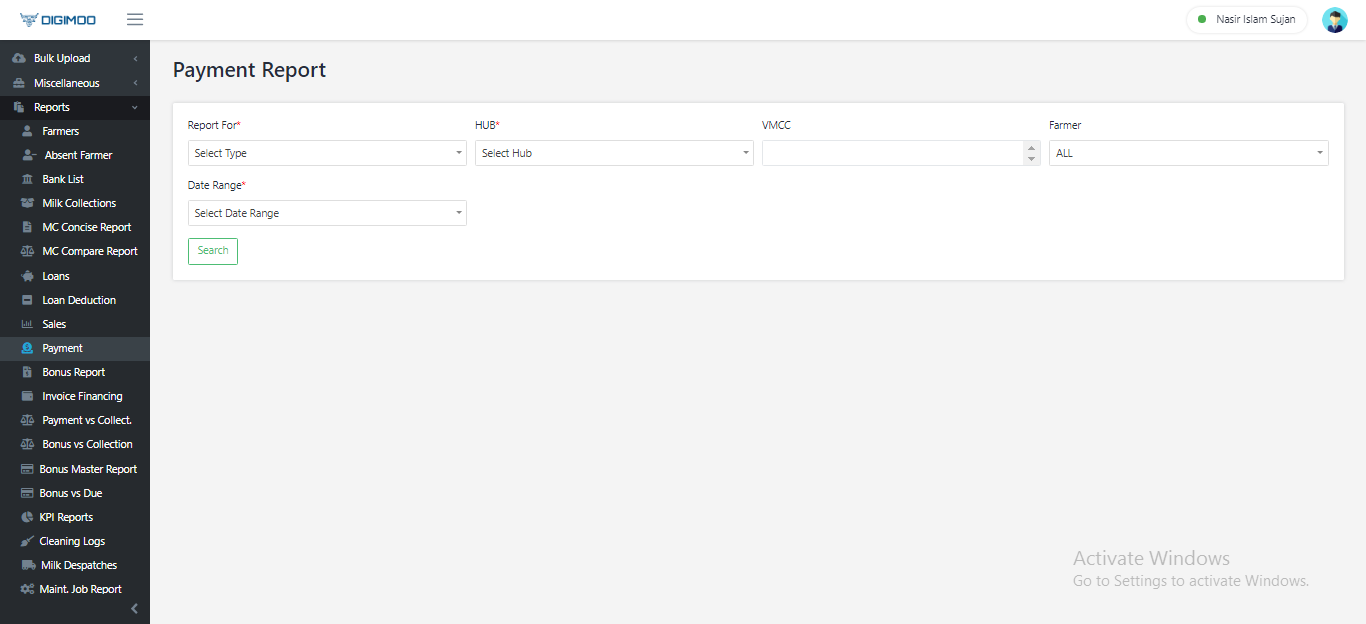 DIGIMOO
Nasir Islam Sujan
Bulk Upload
Miscellaneous
Reports
Farmers
Absent Farmer
Bank List
Milk Collections
MC Concise Report
MC Compare Report
Loans
Loan Deduction
Sales
Payment
Bonus Report
Invoice Financing
Payment vs Collect.
Bonus vs Collection
Bonus Master Report
Bonus vs Due
KPI Reports
Cleaning Logs
Milk Despatches
Maint. Job Report
Payment Report
Report For* HUB* VMCC Farmer
Select Type Select Hub ALL
Date Range*
Select Date Range
Search
Activate Windows
Go to Settings to activate Windows.